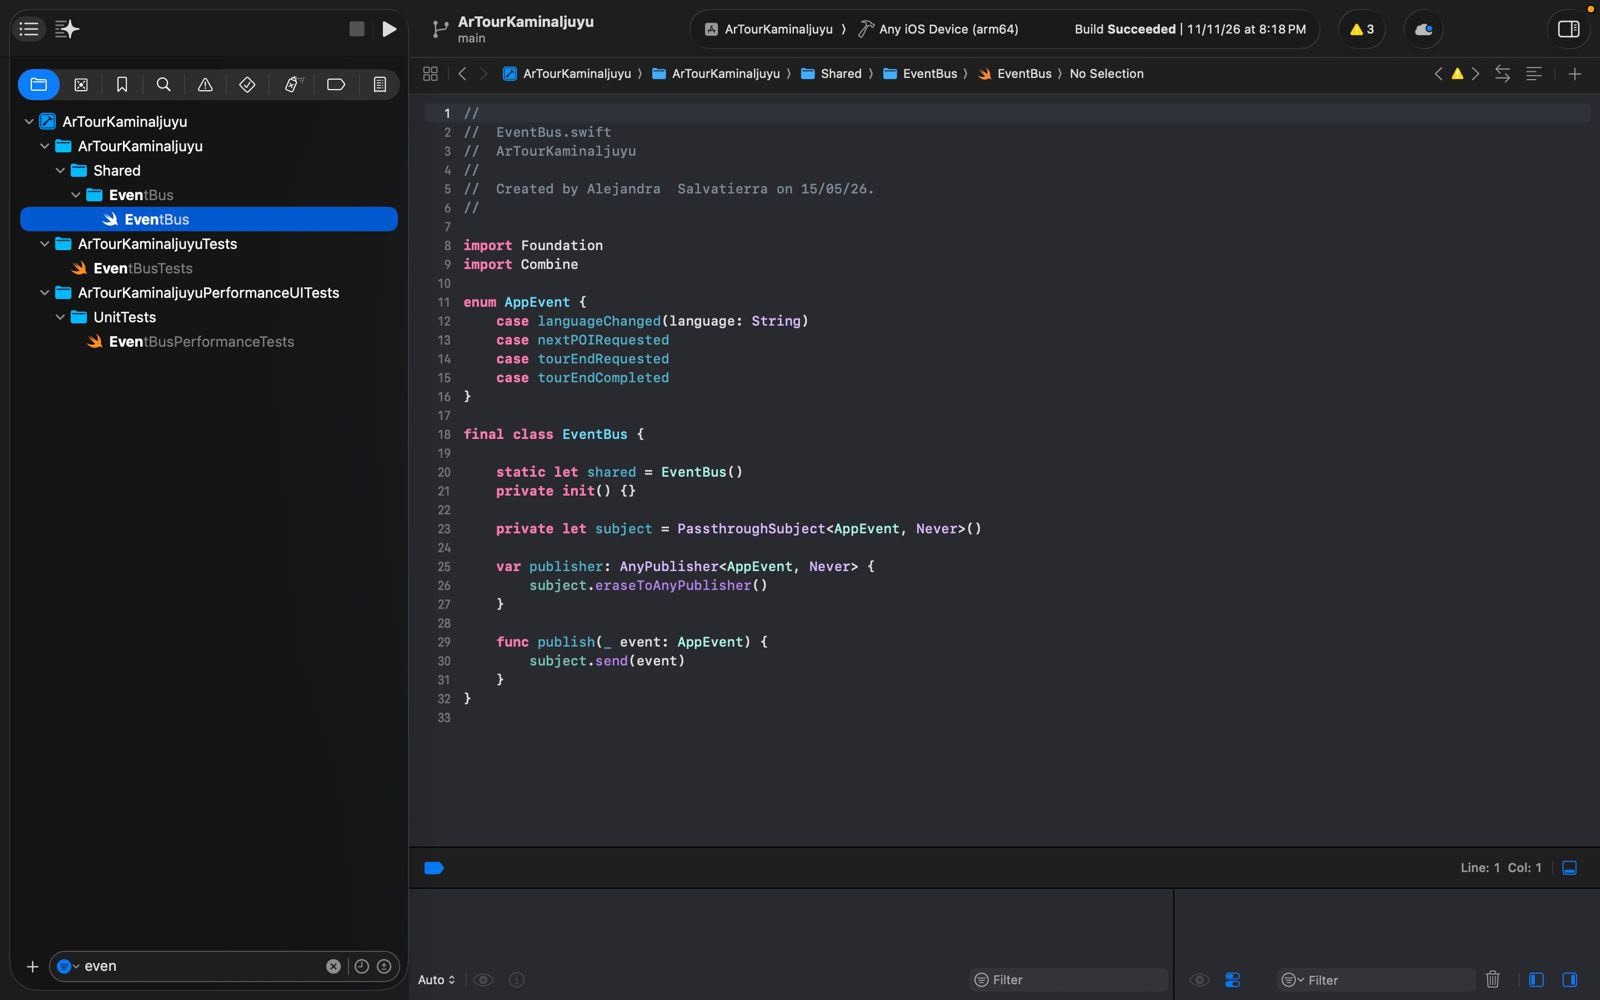 ArTourKaminaljuyu
main
ArTourKaminaljuyu 〉 Any iOS Device (arm64)
Build Succeeded | 11/11/26 at 8:18 PM
3
ArTourKaminaljuyu 〉 ArTourKaminaljuyu 〉 Shared 〉 EventBus 〉 EventBus 〉 No Selection
ArTourKaminaljuyu
ArTourKaminaljuyu
Shared
EventBus
EventBus
ArTourKaminaljuyuTests
EventBusTests
ArTourKaminaljuyuPerformanceUITests
UnitTests
EventBusPerformanceTests
even
1 //
2 //  EventBus.swift
3 //  ArTourKaminaljuyu
4 //
5 //  Created by Alejandra  Salvatierra on 15/05/26.
6 //
7
8 import Foundation
9 import Combine
10
11 enum AppEvent {
12     case languageChanged(language: String)
13     case nextPOIRequested
14     case tourEndRequested
15     case tourEndCompleted
16 }
17
18 final class EventBus {
19
20     static let shared = EventBus()
21     private init() {}
22
23     private let subject = PassthroughSubject<AppEvent, Never>()
24
25     var publisher: AnyPublisher<AppEvent, Never> {
26         subject.eraseToAnyPublisher()
27     }
28
29     func publish(_ event: AppEvent) {
30         subject.send(event)
31     }
32 }
33
Line: 1  Col: 1
Auto
Filter
Filter